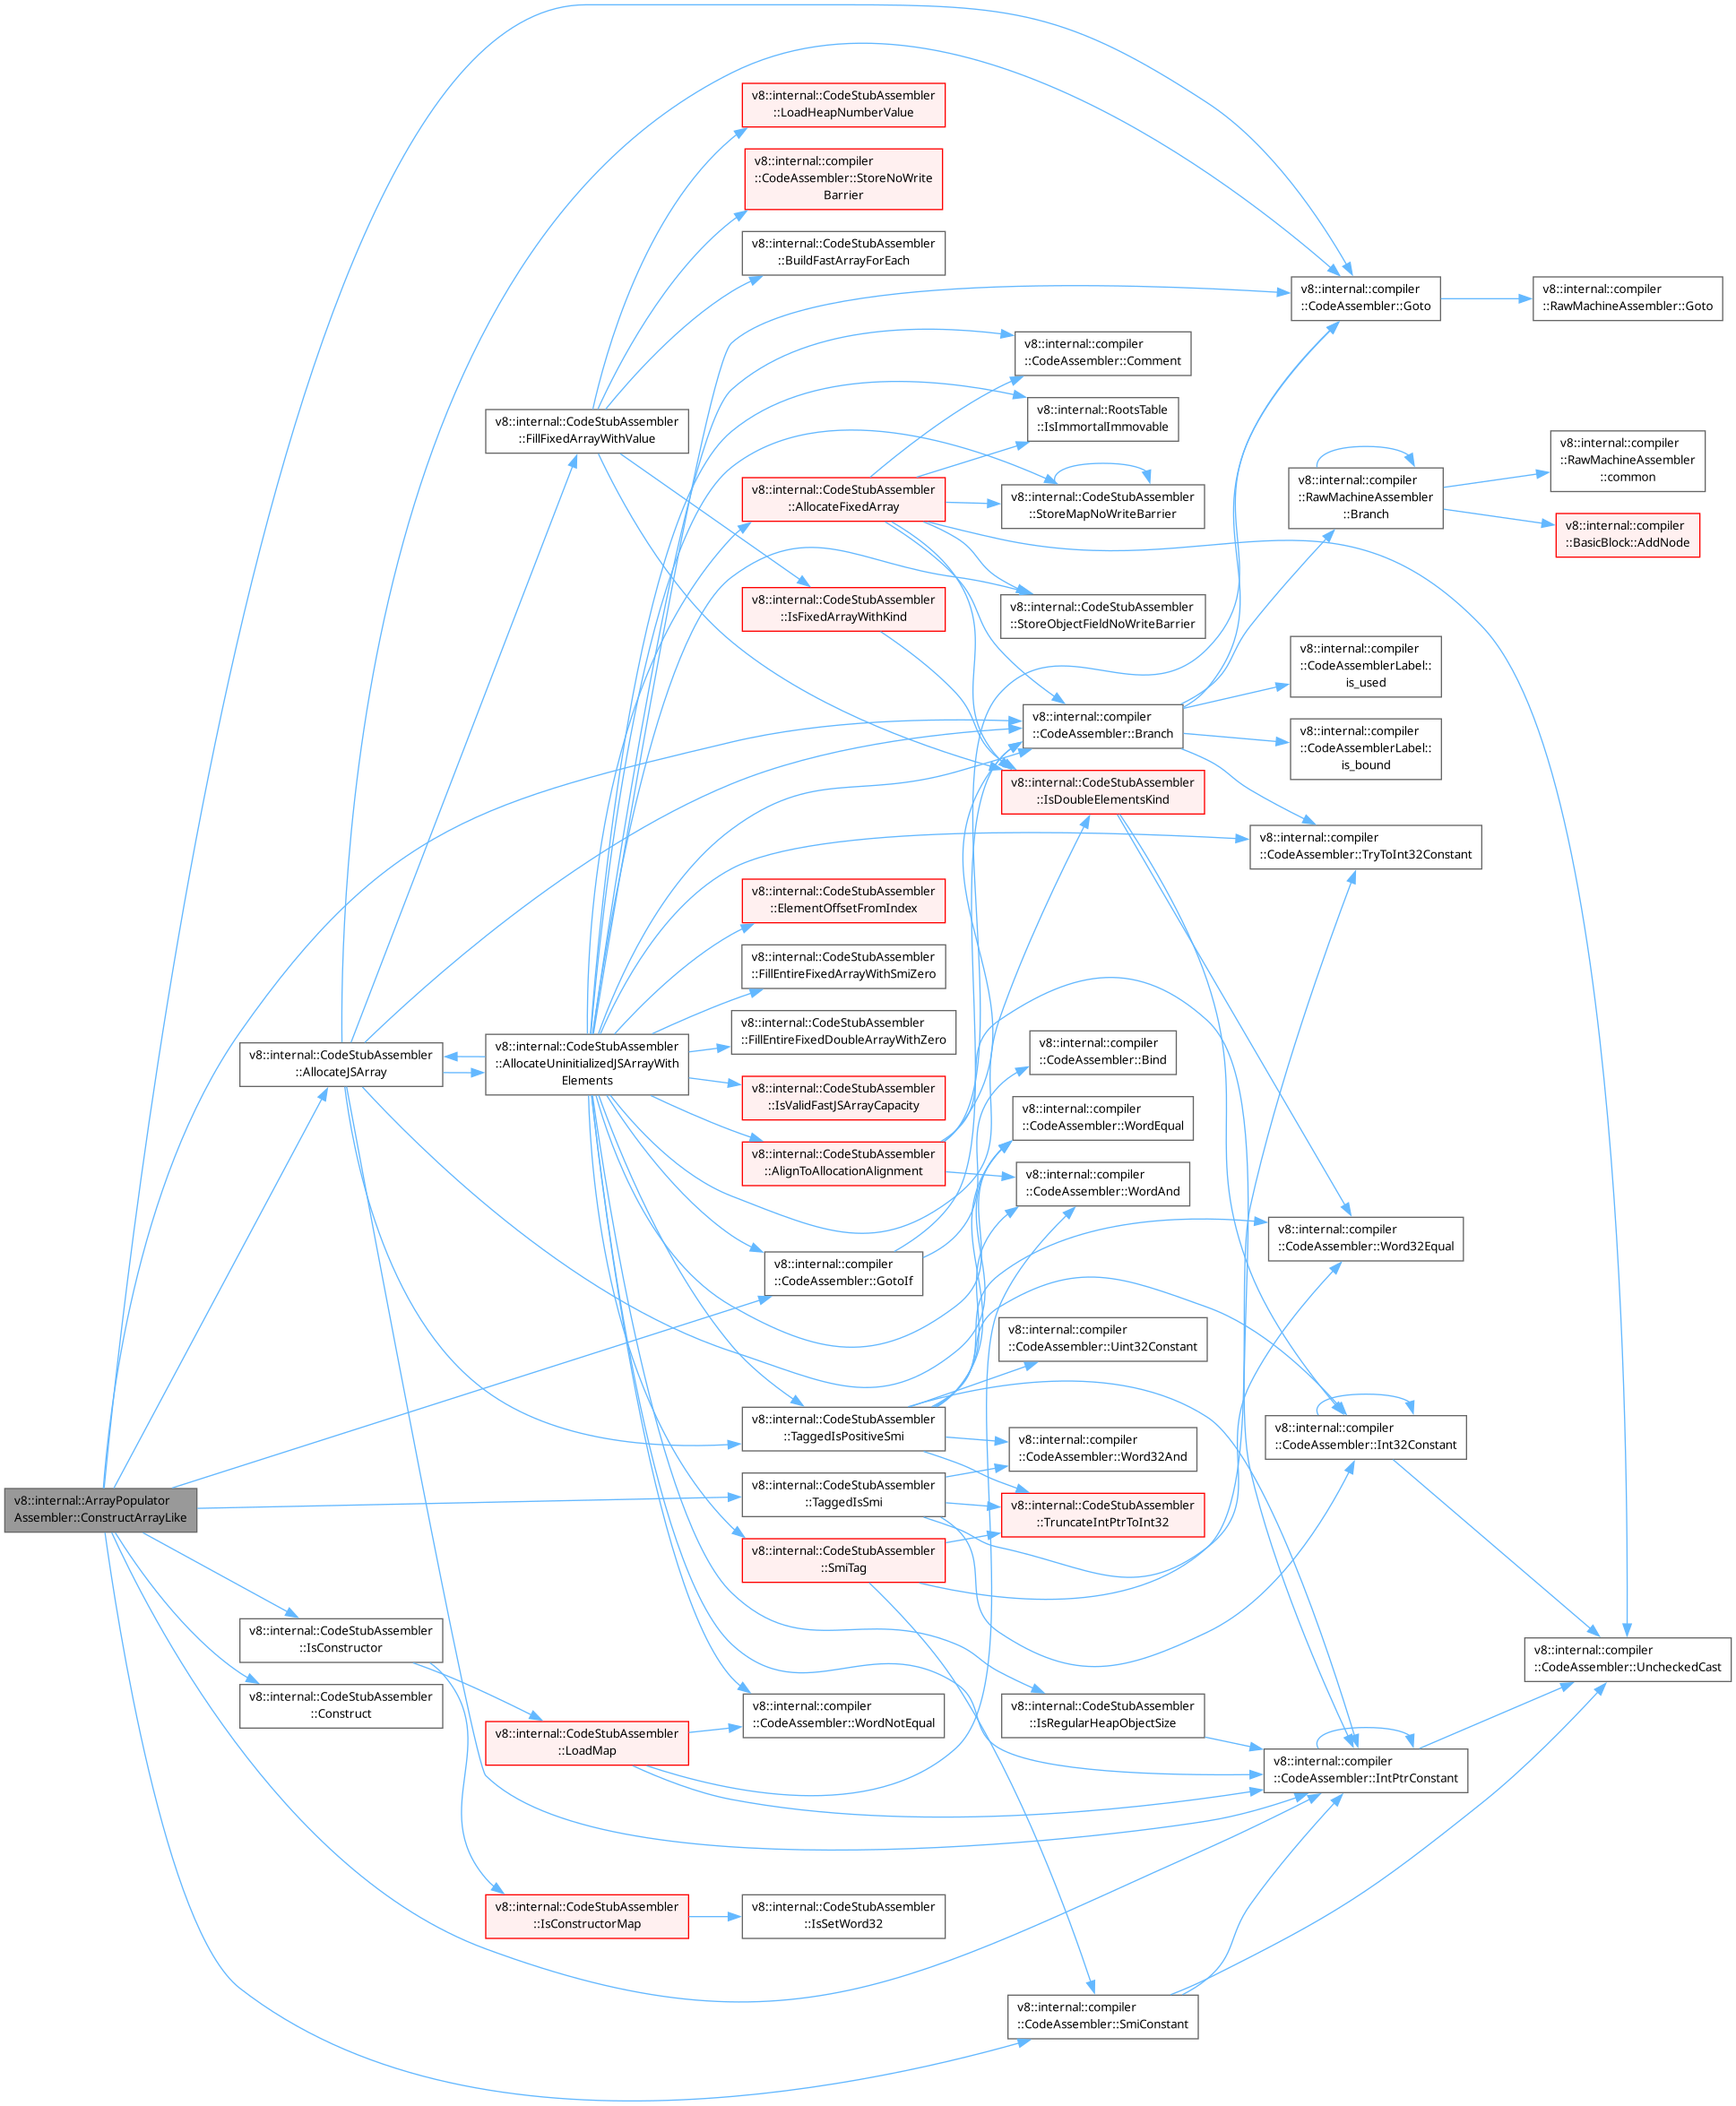 v8::internal::ArrayPopulator
Assembler::ConstructArrayLike
v8::internal::CodeStubAssembler
::AllocateJSArray
v8::internal::CodeStubAssembler
::IsConstructor
v8::internal::CodeStubAssembler
::Construct
v8::internal::CodeStubAssembler
::FillFixedArrayWithValue
v8::internal::CodeStubAssembler
::AllocateUninitializedJSArrayWith
Elements
v8::internal::CodeStubAssembler
::LoadMap
v8::internal::CodeStubAssembler
::IsConstructorMap
v8::internal::CodeStubAssembler
::LoadHeapNumberValue
v8::internal::compiler
::CodeAssembler::StoreNoWrite
Barrier
v8::internal::CodeStubAssembler
::BuildFastArrayForEach
v8::internal::CodeStubAssembler
::AllocateFixedArray
v8::internal::CodeStubAssembler
::IsFixedArrayWithKind
v8::internal::CodeStubAssembler
::ElementOffsetFromIndex
v8::internal::CodeStubAssembler
::FillEntireFixedArrayWithSmiZero
v8::internal::CodeStubAssembler
::FillEntireFixedDoubleArrayWithZero
v8::internal::CodeStubAssembler
::IsValidFastJSArrayCapacity
v8::internal::CodeStubAssembler
::AlignToAllocationAlignment
v8::internal::compiler
::CodeAssembler::GotoIf
v8::internal::CodeStubAssembler
::TaggedIsPositiveSmi
v8::internal::CodeStubAssembler
::TaggedIsSmi
v8::internal::CodeStubAssembler
::SmiTag
v8::internal::compiler
::CodeAssembler::WordNotEqual
v8::internal::CodeStubAssembler
::IsSetWord32
v8::internal::compiler
::CodeAssembler::Comment
v8::internal::RootsTable
::IsImmortalImmovable
v8::internal::CodeStubAssembler
::StoreMapNoWriteBarrier
v8::internal::CodeStubAssembler
::StoreObjectFieldNoWriteBarrier
v8::internal::compiler
::CodeAssembler::Branch
v8::internal::CodeStubAssembler
::IsDoubleElementsKind
v8::internal::compiler
::CodeAssembler::Bind
v8::internal::compiler
::CodeAssembler::WordEqual
v8::internal::compiler
::CodeAssembler::WordAnd
v8::internal::compiler
::CodeAssembler::Uint32Constant
v8::internal::compiler
::CodeAssembler::Word32And
v8::internal::CodeStubAssembler
::TruncateIntPtrToInt32
v8::internal::CodeStubAssembler
::IsRegularHeapObjectSize
v8::internal::compiler
::CodeAssembler::SmiConstant
v8::internal::compiler
::CodeAssembler::Goto
v8::internal::compiler
::RawMachineAssembler
::Branch
v8::internal::compiler
::CodeAssemblerLabel::
is_used
v8::internal::compiler
::CodeAssemblerLabel::
is_bound
v8::internal::compiler
::CodeAssembler::TryToInt32Constant
v8::internal::compiler
::CodeAssembler::Word32Equal
v8::internal::compiler
::CodeAssembler::Int32Constant
v8::internal::compiler
::CodeAssembler::IntPtrConstant
v8::internal::compiler
::RawMachineAssembler::Goto
v8::internal::compiler
::RawMachineAssembler
::common
v8::internal::compiler
::BasicBlock::AddNode
v8::internal::compiler
::CodeAssembler::UncheckedCast